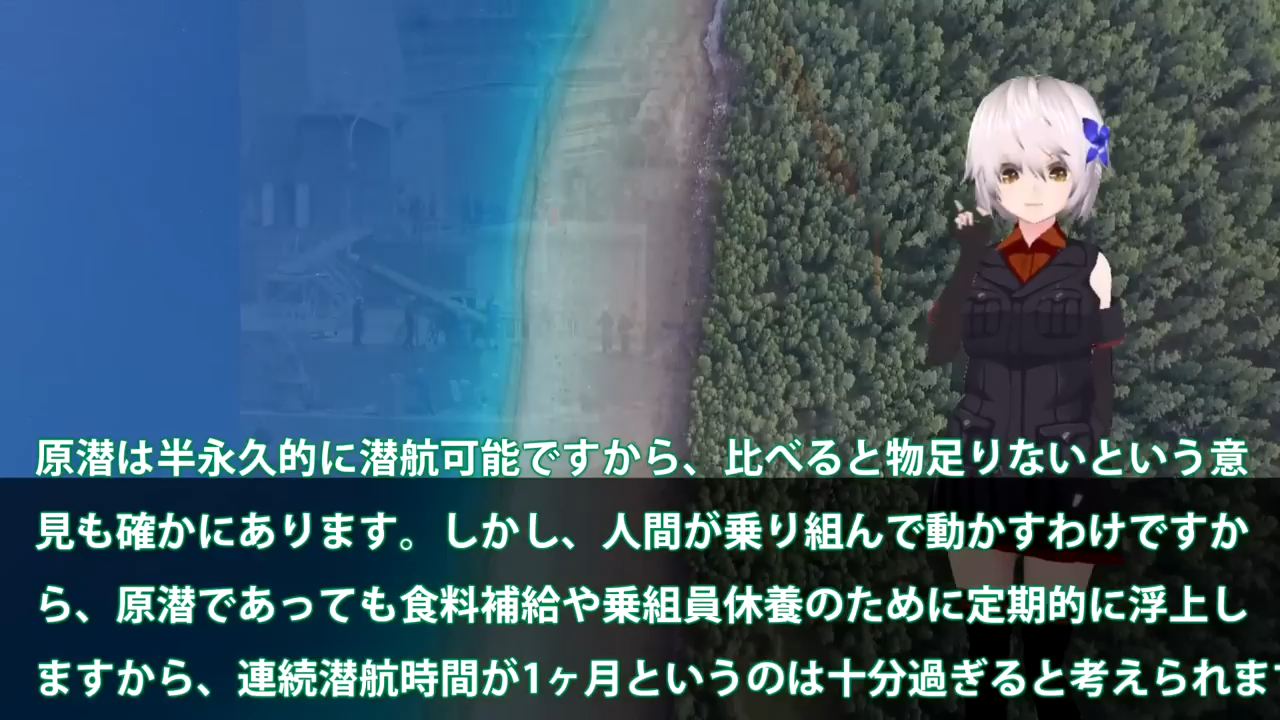 原潜は半永久的に潜航可能ですから、比べると物足りないという意
見も確かにあります。しかし、人間が乗り組んで動かすわけですか
ら、原潜であっても食料補給や乗組員休養のために定期的に浮上し
ますから、連続潜航時間が1ヶ月というのは十分過ぎると考えられま